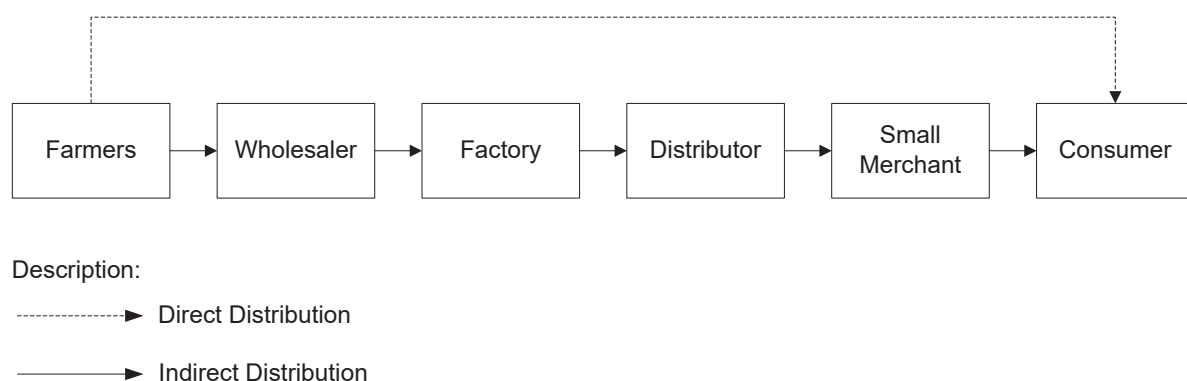 Farmers
Wholesaler
Factory
Distributor
Small
Merchant
Consumer
Description:
Direct Distribution
Indirect Distribution